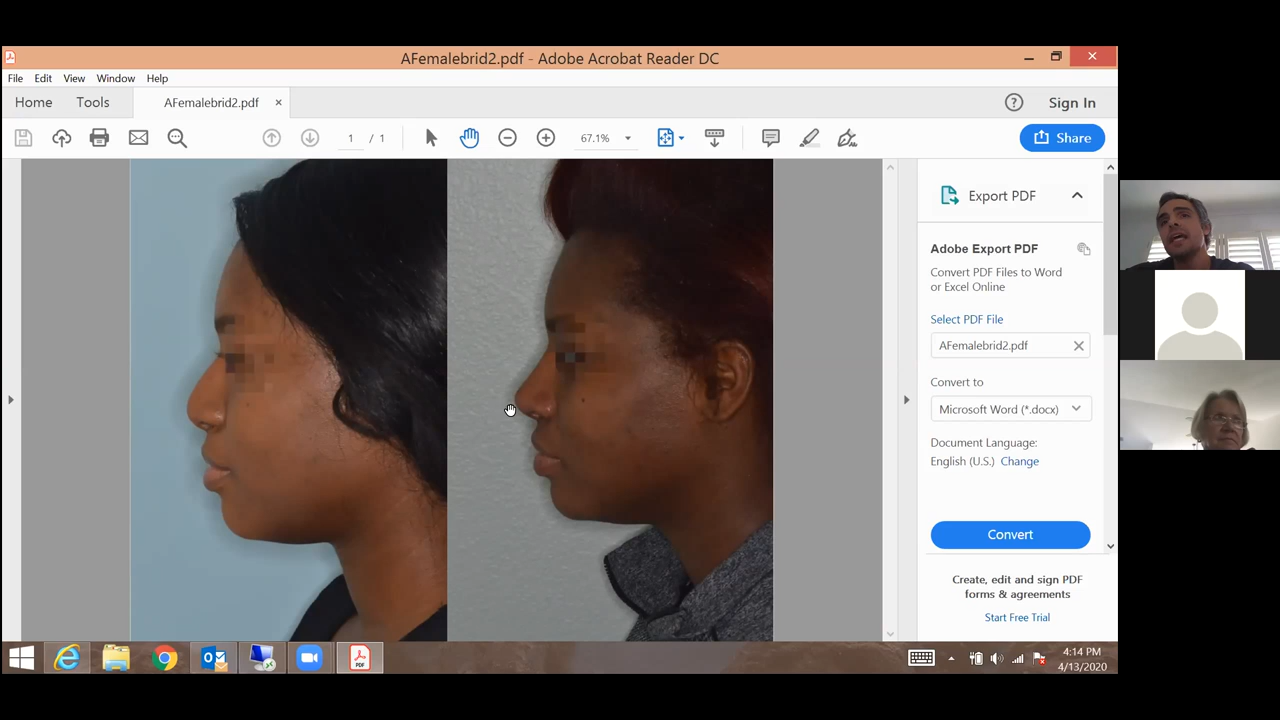 AFemalebrid2.pdf - Adobe Acrobat Reader DC
File Edit View Window Help
Home Tools AFemalebrid2.pdf × Sign In
1 / 1 67.1% Share
Export PDF
Adobe Export PDF
Convert PDF Files to Word
or Excel Online
Select PDF File
AFemalebrid2.pdf
Convert to
Microsoft Word (*.docx)
Document Language:
English (U.S.) Change
Convert
Create, edit and sign PDF
forms & agreements
Start Free Trial
PDF
4:14 PM
4/13/2020